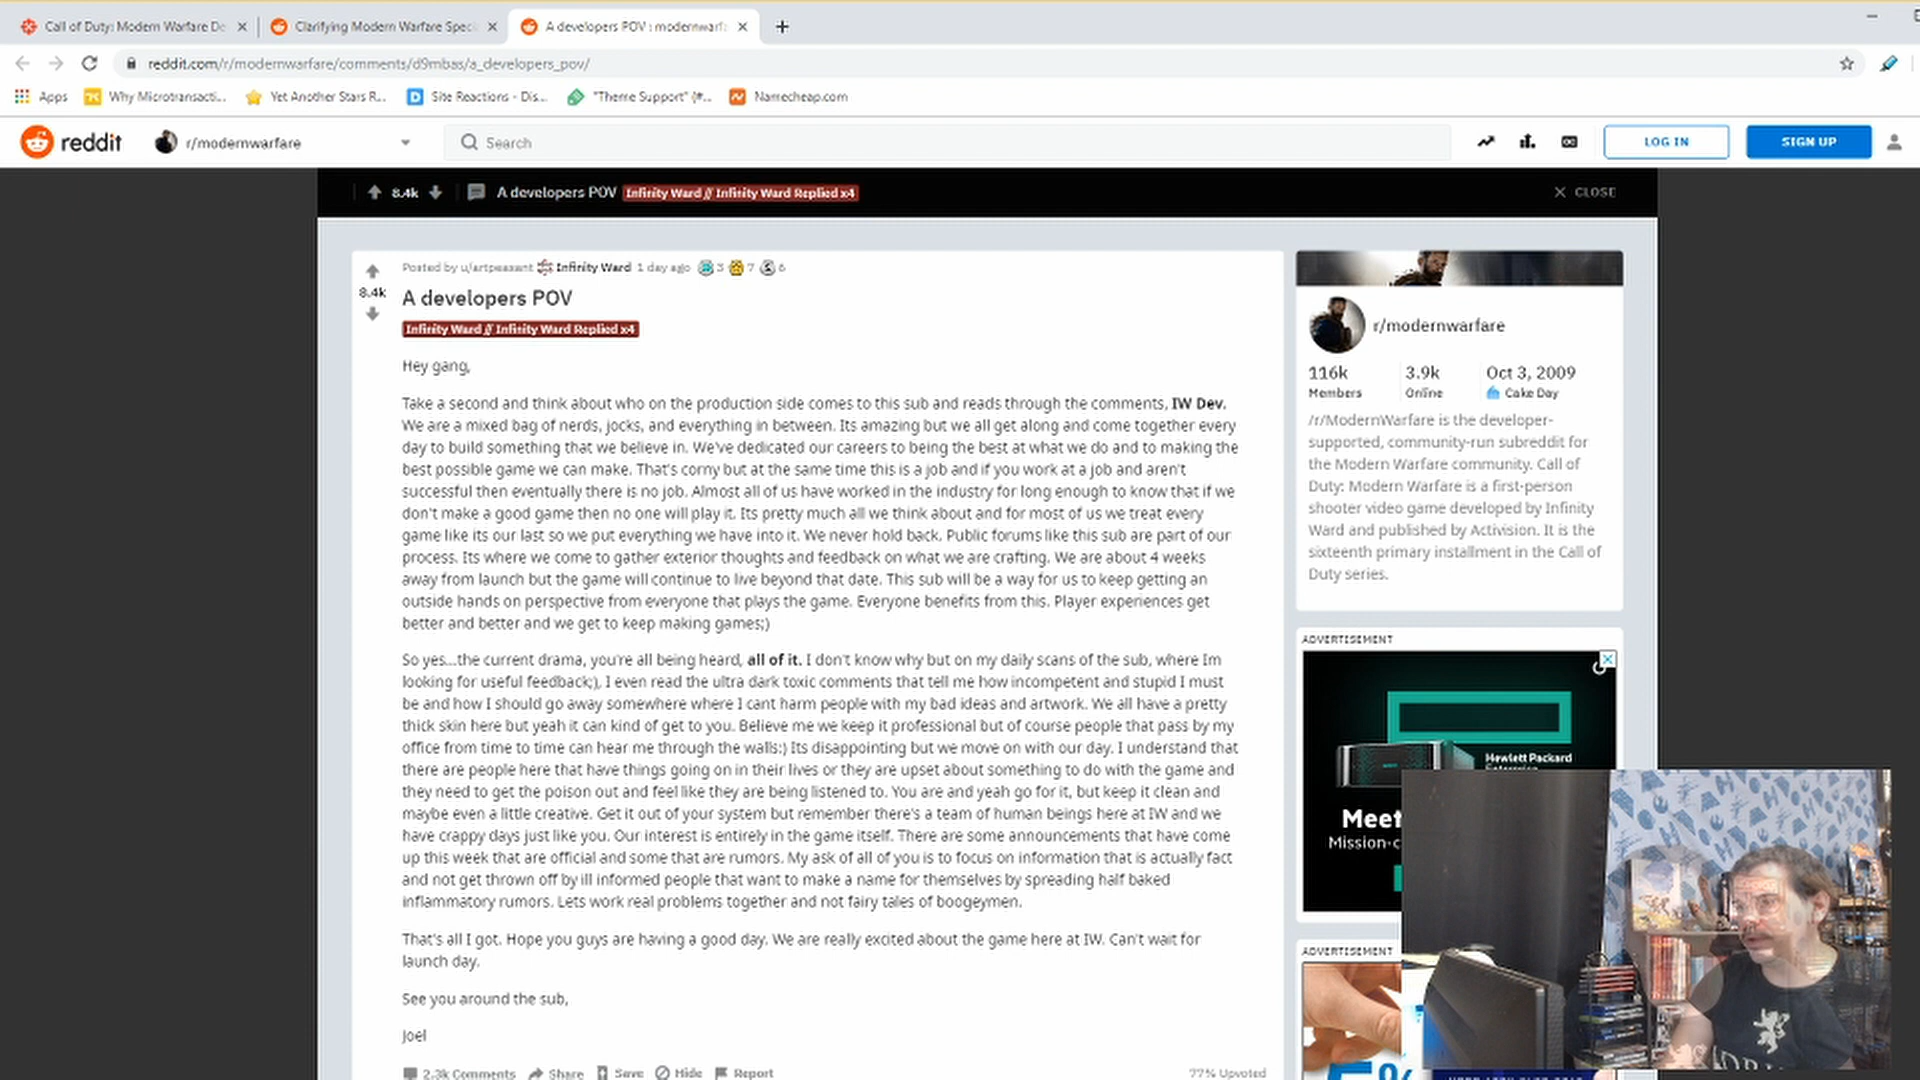 Call of Duty: Modern Warfare De
Clarifying Modern Warfare Spec
A developers POV : modernwarf
reddit.com/r/modernwarfare/comments/d9mbas/a_developers_pov/
Apps
Why Microtransacti...
Yet Another Stars R...
Site Reactions - Dis...
"Theme Support" (#...
Namecheap.com
reddit
r/modernwarfare
Search
LOG IN
SIGN UP
8.4k
A developers POV
Infinity Ward // Infinity Ward Replied x4
CLOSE
Posted by u/artpeasant Infinity Ward 1 day ago 3 7 6
8.4k
A developers POV
Infinity Ward // Infinity Ward Replied x4
Hey gang,
Take a second and think about who on the production side comes to this sub and reads through the comments, IW Dev.
We are a mixed bag of nerds, jocks, and everything in between. Its amazing but we all get along and come together every
day to build something that we believe in. We've dedicated our careers to being the best at what we do and to making the
best possible game we can make. That's corny but at the same time this is a job and if you work at a job and aren't
successful then eventually there is no job. Almost all of us have worked in the industry for long enough to know that if we
don't make a good game then no one will play it. Its pretty much all we think about and for most of us we treat every
game like its our last so we put everything we have into it. We never hold back. Public forums like this sub are part of our
process. Its where we come to gather exterior thoughts and feedback on what we are crafting. We are about 4 weeks
away from launch but the game will continue to live beyond that date. This sub will be a way for us to keep getting an
outside hands on perspective from everyone that plays the game. Everyone benefits from this. Player experiences get
better and better and we get to keep making games;)
So yes...the current drama, you're all being heard, all of it. I don't know why but on my daily scans of the sub, where Im
looking for useful feedback;), I even read the ultra dark toxic comments that tell me how incompetent and stupid I must
be and how I should go away somewhere where I cant harm people with my bad ideas and artwork. We all have a pretty
thick skin here but yeah it can kind of get to you. Believe me we keep it professional but of course people that pass by my
office from time to time can hear me through the walls:) Its disappointing but we move on with our day. I understand that
there are people here that have things going on in their lives or they are upset about something to do with the game and
they need to get the poison out and feel like they are being listened to. You are and yeah go for it, but keep it clean and
maybe even a little creative. Get it out of your system but remember there's a team of human beings here at IW and we
have crappy days just like you. Our interest is entirely in the game itself. There are some announcements that have come
up this week that are official and some that are rumors. My ask of all of you is to focus on information that is actually fact
and not get thrown off by ill informed people that want to make a name for themselves by spreading half baked
inflammatory rumors. Lets work real problems together and not fairy tales of boogeymen.
That's all I got. Hope you guys are having a good day. We are really excited about the game here at IW. Can't wait for
launch day.
See you around the sub,
Joel
2.3k Comments Share Save Hide Report
77% Upvoted
r/modernwarfare
116k 3.9k Oct 3, 2009
Members Online Cake Day
/r/ModernWarfare is the developer-
supported, community-run subreddit for
the Modern Warfare community. Call of
Duty: Modern Warfare is a first-person
shooter video game developed by Infinity
Ward and published by Activision. It is the
sixteenth primary installment in the Call of
Duty series.
ADVERTISEMENT
Hewlett Packard
Enterprise
Meet
Mission-c
ADVERTISEMENT
5%